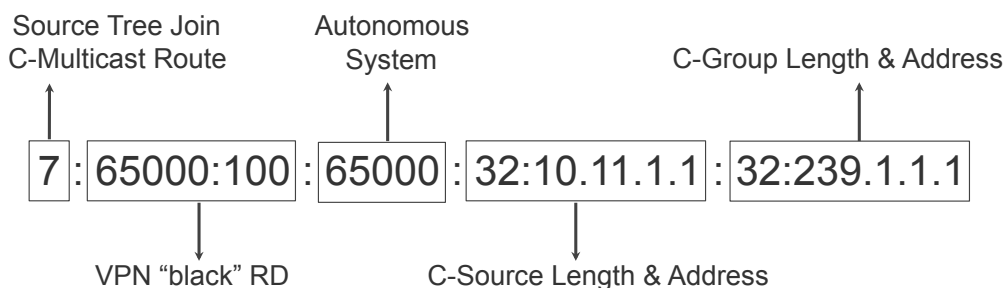 Source Tree Join
C-Multicast Route
Autonomous
System
C-Group Length & Address
7 : 65000:100 : 65000 : 32:10.11.1.1 : 32:239.1.1.1
VPN “black” RD
C-Source Length & Address